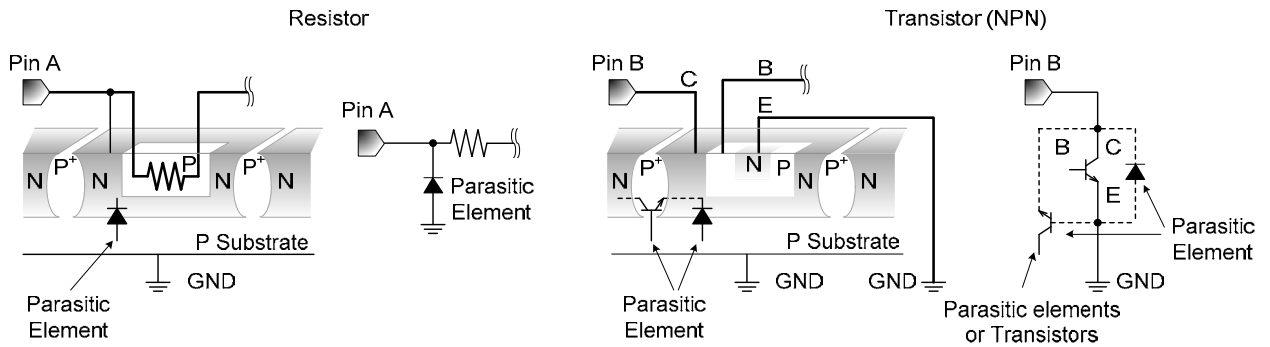 Resistor
Transistor (NPN)
Pin A
Pin A
N
P+
N
P
N
P+
N
Parasitic
Element
P Substrate
GND
Parasitic
Element
Pin B
C
B
E
N
P+
N
N
P
N
P+
N
P Substrate
GND
GND
Parasitic
Element
Pin B
B
C
E
Parasitic
Element
GND
Parasitic elements
or Transistors